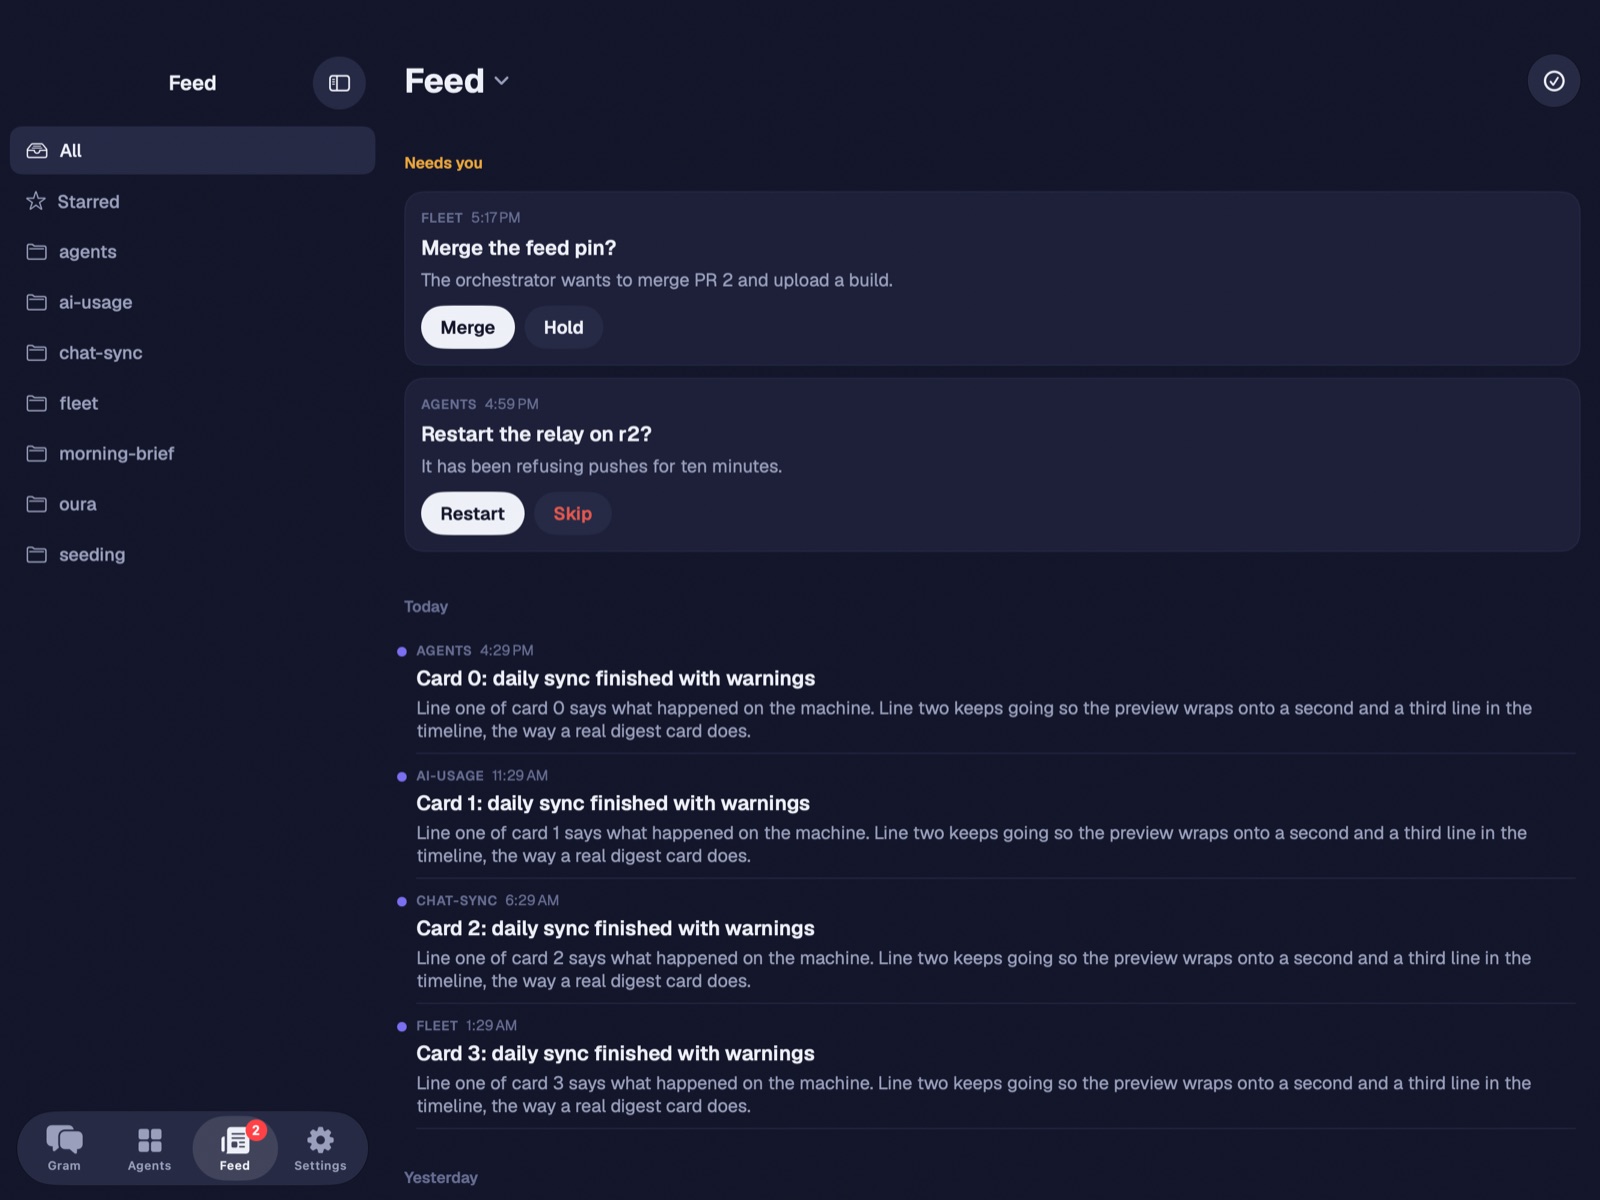 Feed
All
Starred
agents
ai-usage
chat-sync
fleet
morning-brief
oura
seeding
Gram
Agents
2
Feed
Settings
Feed
Needs you
FLEET 5:17 PM
Merge the feed pin?
The orchestrator wants to merge PR 2 and upload a build.
Merge Hold
AGENTS 4:59 PM
Restart the relay on r2?
It has been refusing pushes for ten minutes.
Restart Skip
Today
AGENTS 4:29 PM
Card 0: daily sync finished with warnings
Line one of card 0 says what happened on the machine. Line two keeps going so the preview wraps onto a second and a third line in the
timeline, the way a real digest card does.
AI-USAGE 11:29 AM
Card 1: daily sync finished with warnings
Line one of card 1 says what happened on the machine. Line two keeps going so the preview wraps onto a second and a third line in the
timeline, the way a real digest card does.
CHAT-SYNC 6:29 AM
Card 2: daily sync finished with warnings
Line one of card 2 says what happened on the machine. Line two keeps going so the preview wraps onto a second and a third line in the
timeline, the way a real digest card does.
FLEET 1:29 AM
Card 3: daily sync finished with warnings
Line one of card 3 says what happened on the machine. Line two keeps going so the preview wraps onto a second and a third line in the
timeline, the way a real digest card does.
Yesterday